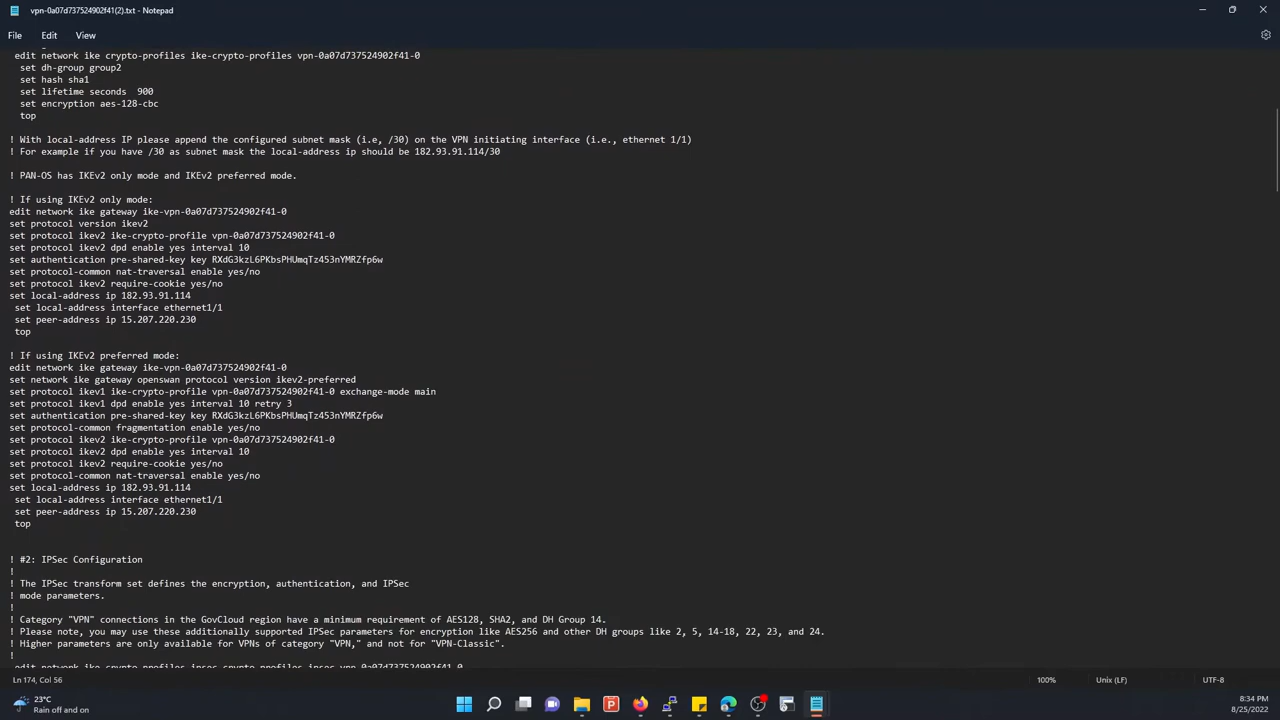 vpn-0a07d737524902f41(2).txt - Notepad
File Edit View
edit network ike crypto-profiles ike-crypto-profiles vpn-0a07d737524902f41-0
set dh-group group2
set hash sha1
set lifetime seconds  900
set encryption aes-128-cbc
top
! With local-address IP please append the configured subnet mask (i.e, /30) on the VPN initiating interface (i.e., ethernet 1/1)
! For example if you have /30 as subnet mask the local-address ip should be 182.93.91.114/30
! PAN-OS has IKEv2 only mode and IKEv2 preferred mode.
! If using IKEv2 only mode:
edit network ike gateway ike-vpn-0a07d737524902f41-0
set protocol version ikev2
set protocol ikev2 ike-crypto-profile vpn-0a07d737524902f41-0
set protocol ikev2 dpd enable yes interval 10
set authentication pre-shared-key key RXdG3kzL6PKbsPHUmqTz453nYMRZfp6w
set protocol-common nat-traversal enable yes/no
set protocol ikev2 require-cookie yes/no
set local-address ip 182.93.91.114
set local-address interface ethernet1/1
set peer-address ip 15.207.220.230
top
! If using IKEv2 preferred mode:
edit network ike gateway ike-vpn-0a07d737524902f41-0
set network ike gateway openswan protocol version ikev2-preferred
set protocol ikev1 ike-crypto-profile vpn-0a07d737524902f41-0 exchange-mode main
set protocol ikev1 dpd enable yes interval 10 retry 3
set authentication pre-shared-key key RXdG3kzL6PKbsPHUmqTz453nYMRZfp6w
set protocol-common fragmentation enable yes/no
set protocol ikev2 ike-crypto-profile vpn-0a07d737524902f41-0
set protocol ikev2 dpd enable yes interval 10
set protocol ikev2 require-cookie yes/no
set protocol-common nat-traversal enable yes/no
set local-address ip 182.93.91.114
set local-address interface ethernet1/1
set peer-address ip 15.207.220.230
top
! #2: IPSec Configuration
!
! The IPSec transform set defines the encryption, authentication, and IPSec
! mode parameters.
!
! Category "VPN" connections in the GovCloud region have a minimum requirement of AES128, SHA2, and DH Group 14.
! Please note, you may use these additionally supported IPSec parameters for encryption like AES256 and other DH groups like 2, 5, 14-18, 22, 23, and 24.
! Higher parameters are only available for VPNs of category "VPN," and not for "VPN-Classic".
!
edit network ike crypto-profiles ipsec-crypto-profiles ipsec-vpn-0a07d737524902f41-0
Ln 174, Col 56 100% Unix (LF) UTF-8
23°C
Rain off and on
8:34 PM
8/25/2022